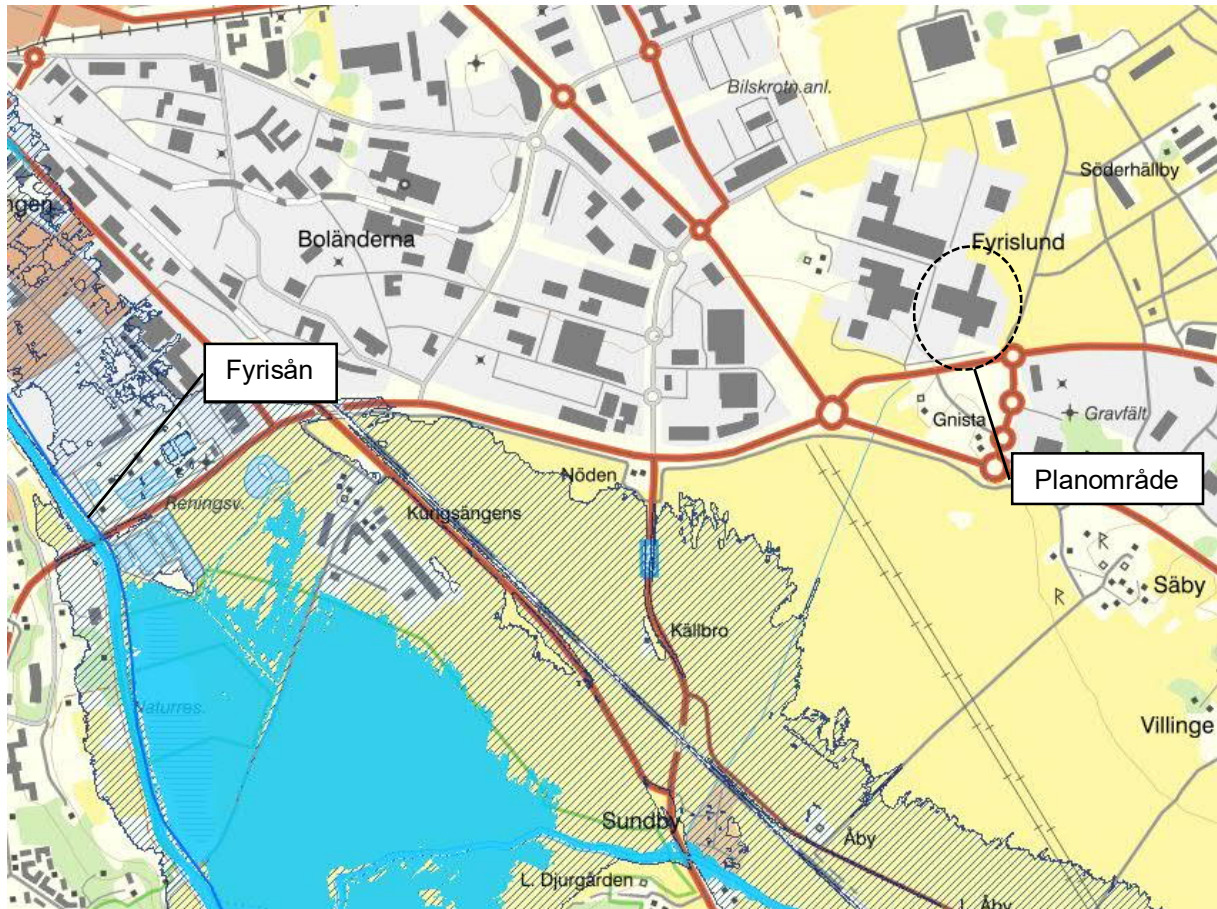 Bilskrotn.anl.
Söderhällby
Boländerna
Fyrislund
Fyrisån
Gnista
Gravfält
Nöden
Planområde
Reningsv.
Kungsängens
Säby
Källbro
Naturres.
Villinge
Sundby
Åby
L. Djurgården
L. Åby